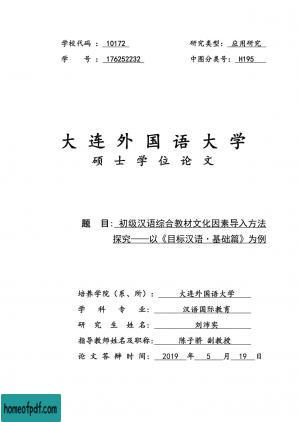 学校代码：10172 研究类型：应用研究
学 号：176252232 中图分类号：H195
大连外国语大学
硕士学位论文
题 目：初级汉语综合教材文化因素导入方法
探究——以《目标汉语·基础篇》为例
培养学院（系、所）：大连外国语大学
学 科 专 业：汉语国际教育
研 究 生 姓 名：刘沛实
指导教师姓名及职称：陈子骄 副教授
论 文 答 辩 时 间：2019 年 5 月 19日
homeofpdf.com